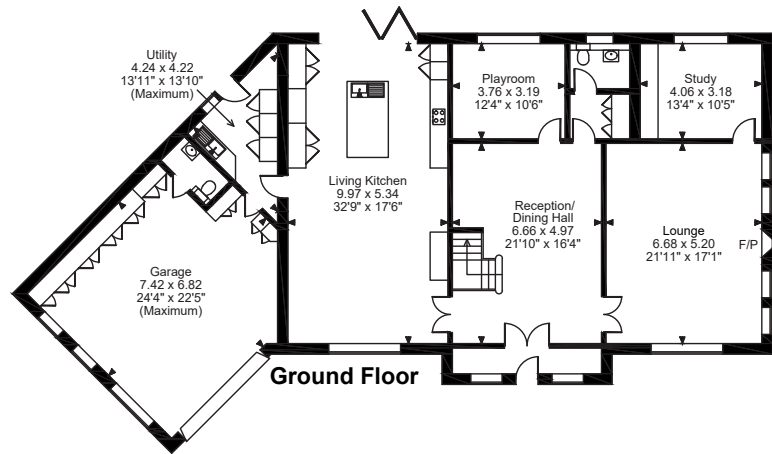 Utility
4.24 x 4.22
13'11" x 13'10"
(Maximum)
Playroom
3.76 x 3.19
12'4" x 10'6"
Study
4.06 x 3.18
13'4" x 10'5"
Living Kitchen
9.97 x 5.34
32'9" x 17'6"
Reception/
Dining Hall
6.66 x 4.97
21'10" x 16'4"
Lounge
6.68 x 5.20
21'11" x 17'1"
F/P
Garage
7.42 x 6.82
24'4" x 22'5"
(Maximum)
Ground Floor